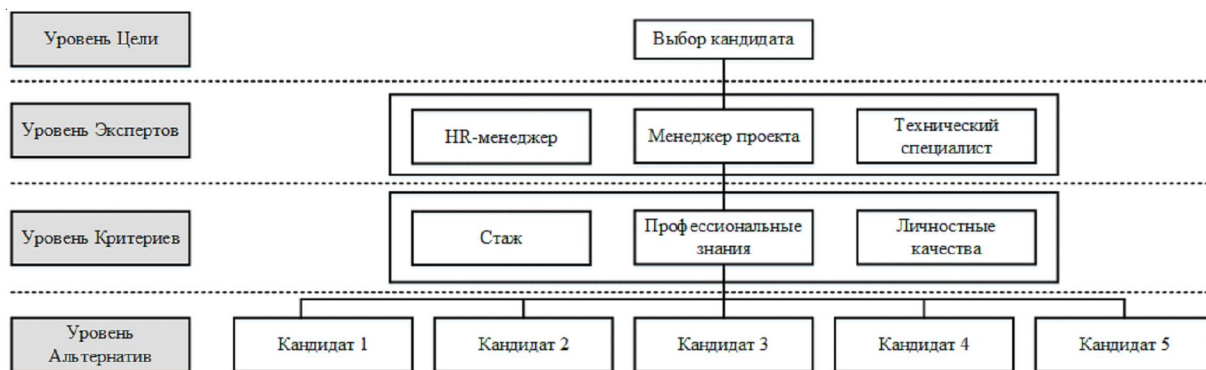 Уровень Цели
Выбор кандидата
Уровень Экспертов
HR-менеджер
Менеджер проекта
Технический
специалист
Уровень Критериев
Стаж
Профессиональные
знания
Личностные
качества
Уровень
Альтернатив
Кандидат 1
Кандидат 2
Кандидат 3
Кандидат 4
Кандидат 5